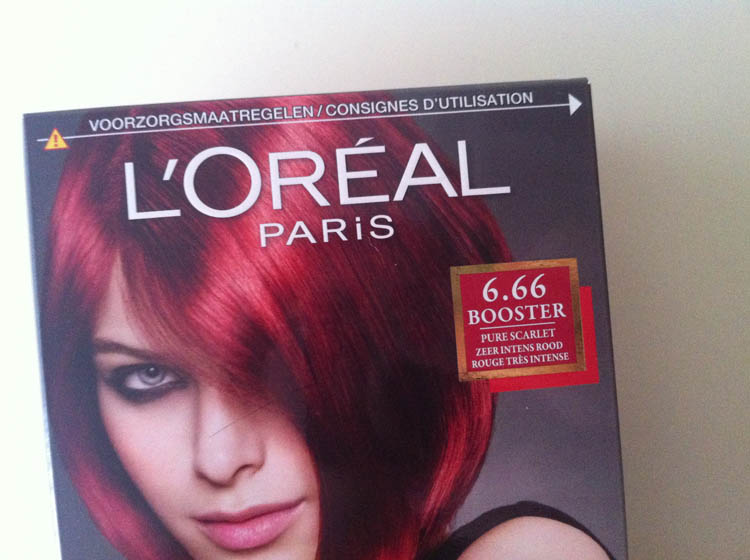 VOORZORGSMAATREGELEN / CONSIGNES D'UTILISATION
L'ORÉAL
PARiS
6.66
BOOSTER
PURE SCARLET
ZEER INTENS ROOD
ROUGE TRÈS INTENSE